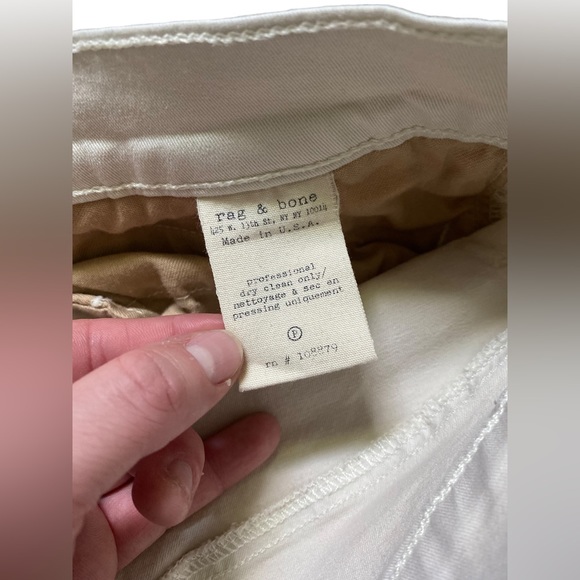 rag & bone
425 W. 13th St, NY NY 10014
Made in U.S.A.
professional
dry clean only/
nettoyage à sec en
pressing uniquement
P
rn # 108879